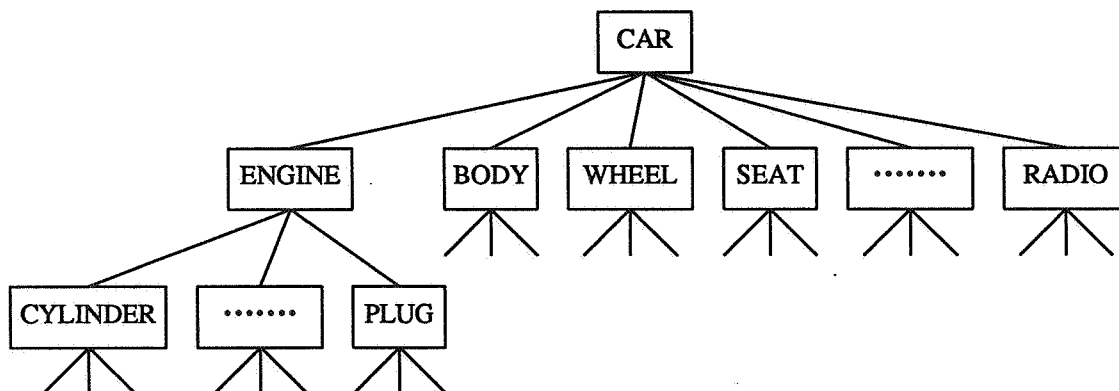 CAR
ENGINE BODY WHEEL SEAT ....... RADIO
CYLINDER ....... PLUG